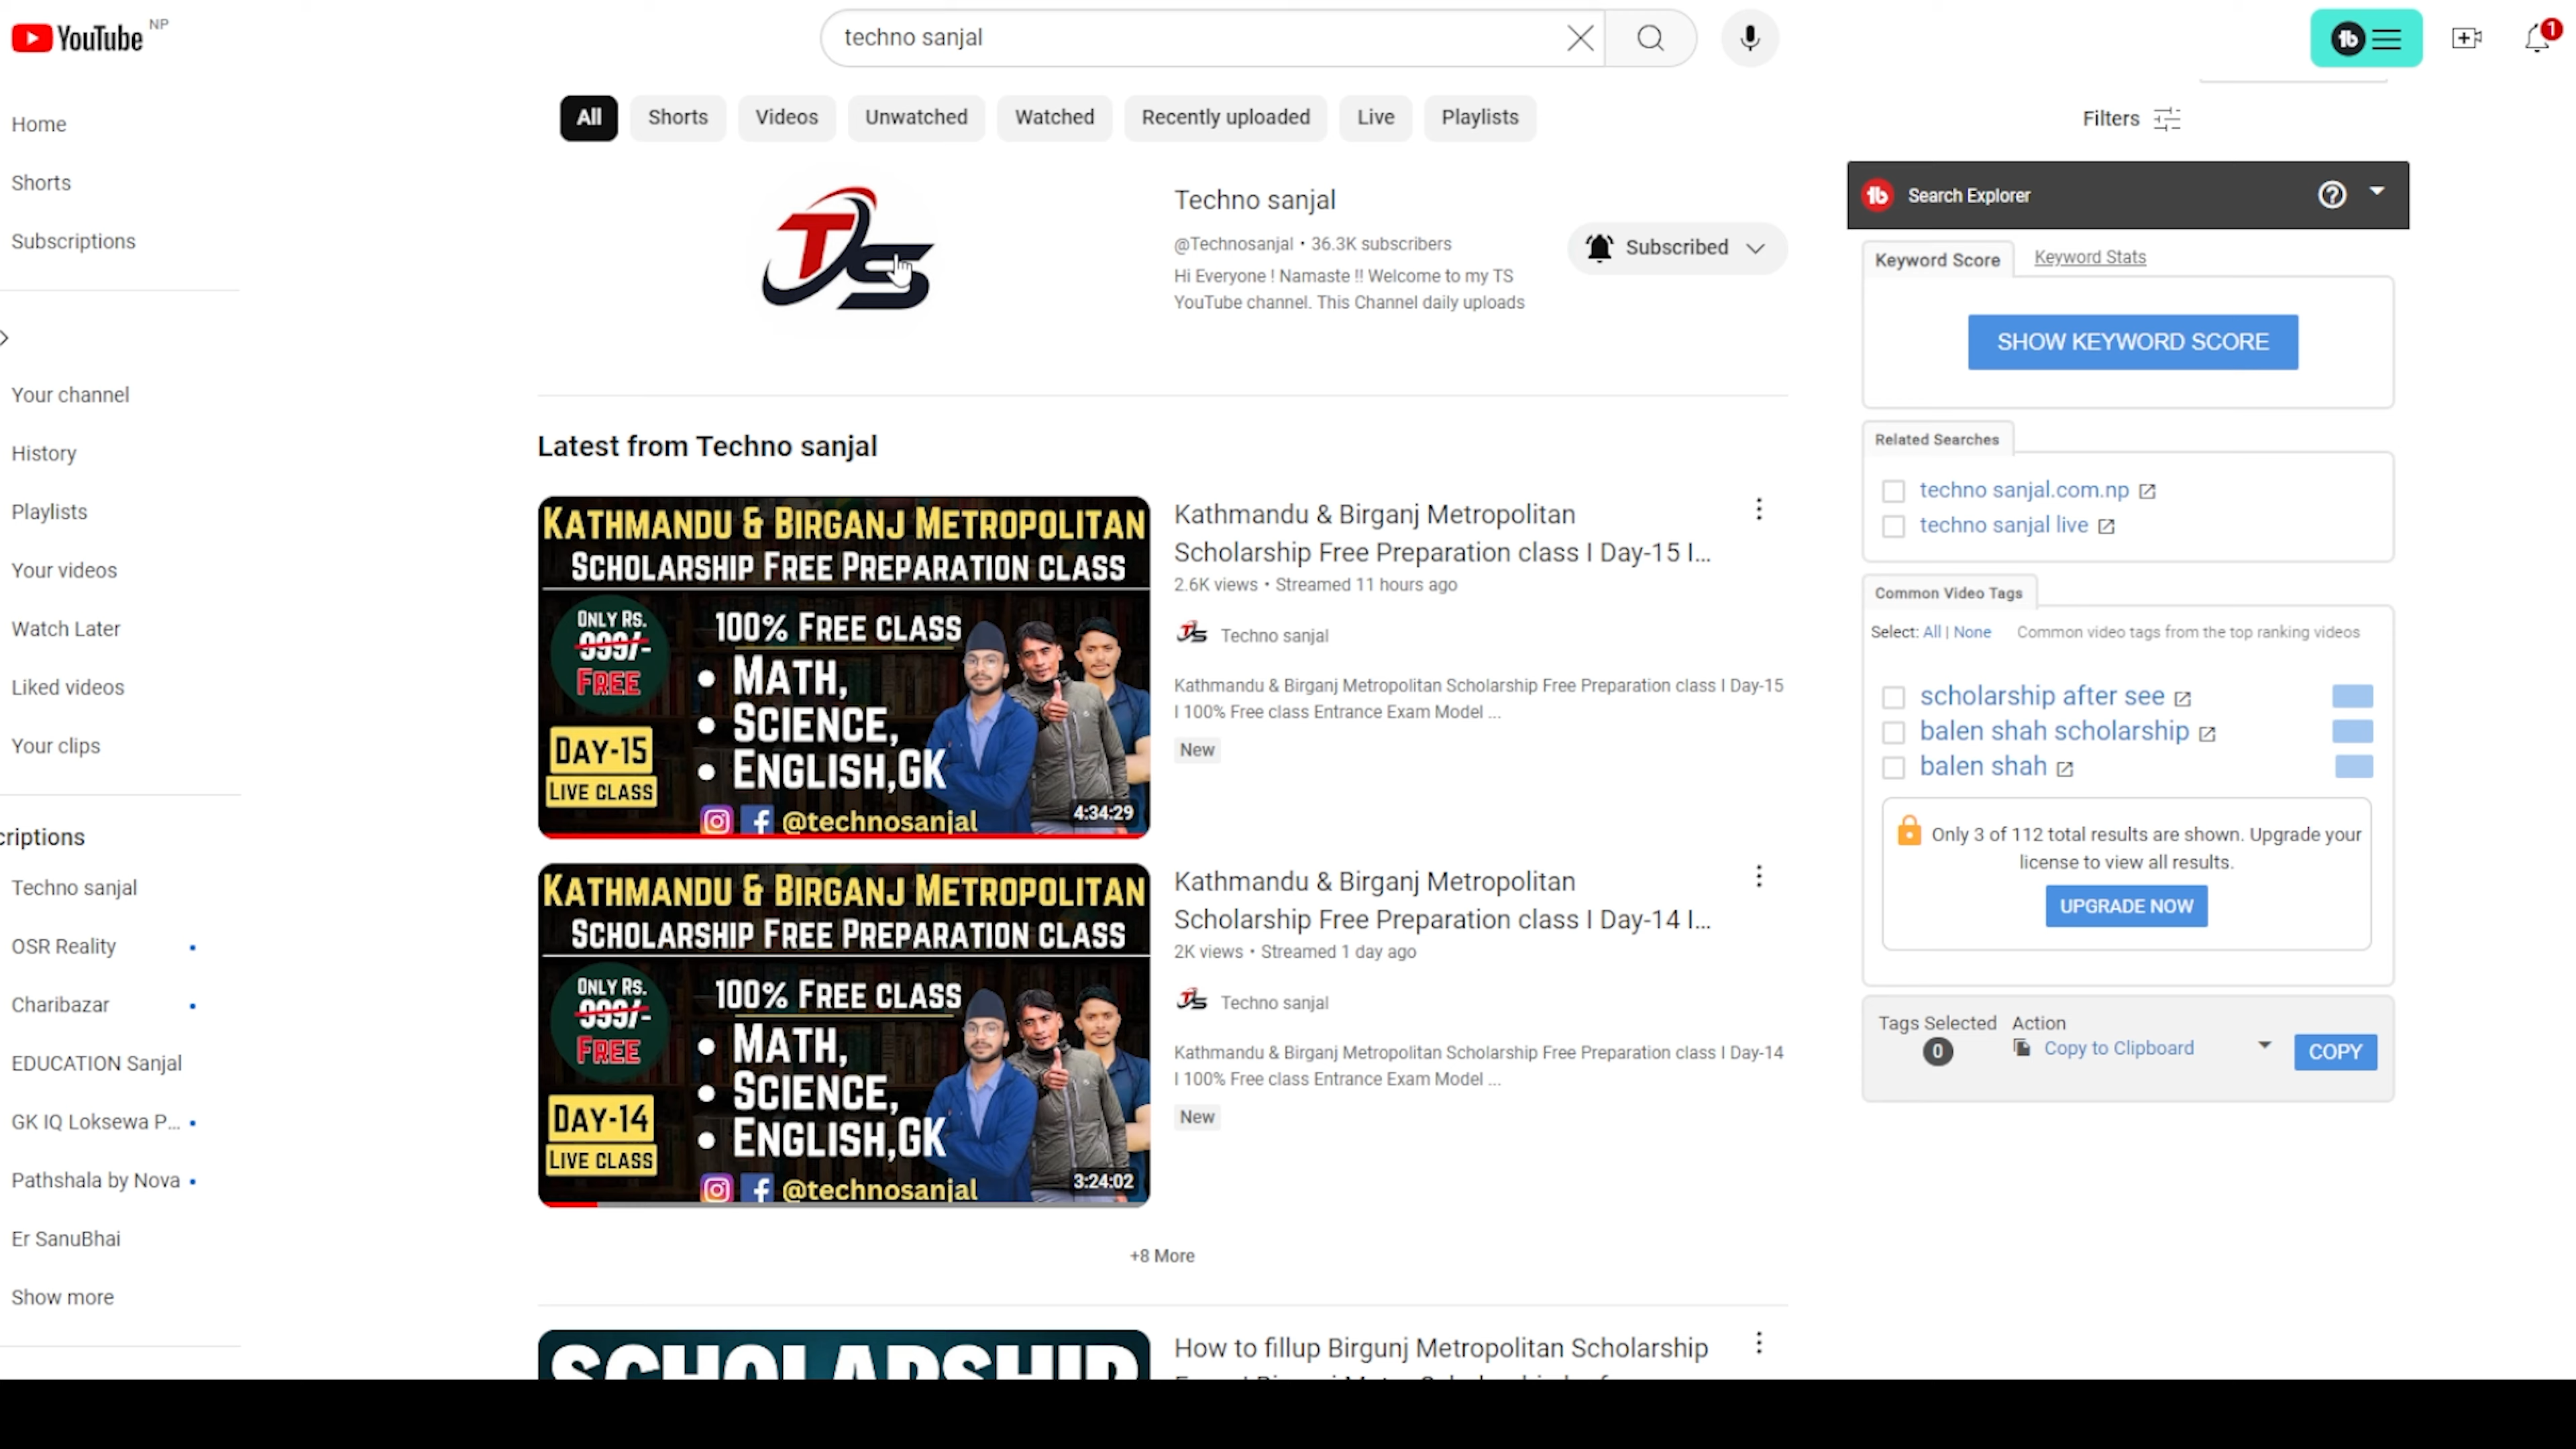 YouTube NP
techno sanjal
1
Home
Shorts
Subscriptions
Your channel
History
Playlists
Your videos
Watch Later
Liked videos
Your clips
criptions
Techno sanjal
OSR Reality
Charibazar
EDUCATION Sanjal
GK IQ Loksewa P...
Pathshala by Nova
Er SanuBhai
Show more
All
Shorts
Videos
Unwatched
Watched
Recently uploaded
Live
Playlists
Filters
TS
Techno sanjal
@Technosanjal • 36.3K subscribers
Hi Everyone ! Namaste !! Welcome to my TS
YouTube channel. This Channel daily uploads
Subscribed
Latest from Techno sanjal
KATHMANDU & BIRGANJ METROPOLITAN
SCHOLARSHIP FREE PREPARATION CLASS
ONLY RS.
999/-
FREE
100% FREE CLASS
• MATH,
• SCIENCE,
• ENGLISH,GK
DAY-15
LIVE CLASS
@technosanjal
4:34:29
Kathmandu & Birganj Metropolitan
Scholarship Free Preparation class I Day-15 I...
2.6K views • Streamed 11 hours ago
TS Techno sanjal
Kathmandu & Birganj Metropolitan Scholarship Free Preparation class I Day-15
I 100% Free class Entrance Exam Model ...
New
KATHMANDU & BIRGANJ METROPOLITAN
SCHOLARSHIP FREE PREPARATION CLASS
ONLY RS.
999/-
FREE
100% FREE CLASS
• MATH,
• SCIENCE,
• ENGLISH,GK
DAY-14
LIVE CLASS
@technosanjal
3:24:02
Kathmandu & Birganj Metropolitan
Scholarship Free Preparation class I Day-14 I...
2K views • Streamed 1 day ago
TS Techno sanjal
Kathmandu & Birganj Metropolitan Scholarship Free Preparation class I Day-14
I 100% Free class Entrance Exam Model ...
New
+8 More
SCHOLARSHIP
How to fillup Birgunj Metropolitan Scholarship
Search Explorer
Keyword Score
Keyword Stats
SHOW KEYWORD SCORE
Related Searches
techno sanjal.com.np
techno sanjal live
Common Video Tags
Select: All | None Common video tags from the top ranking videos
scholarship after see
balen shah scholarship
balen shah
Only 3 of 112 total results are shown. Upgrade your
license to view all results.
UPGRADE NOW
Tags Selected
0
Action
Copy to Clipboard
COPY